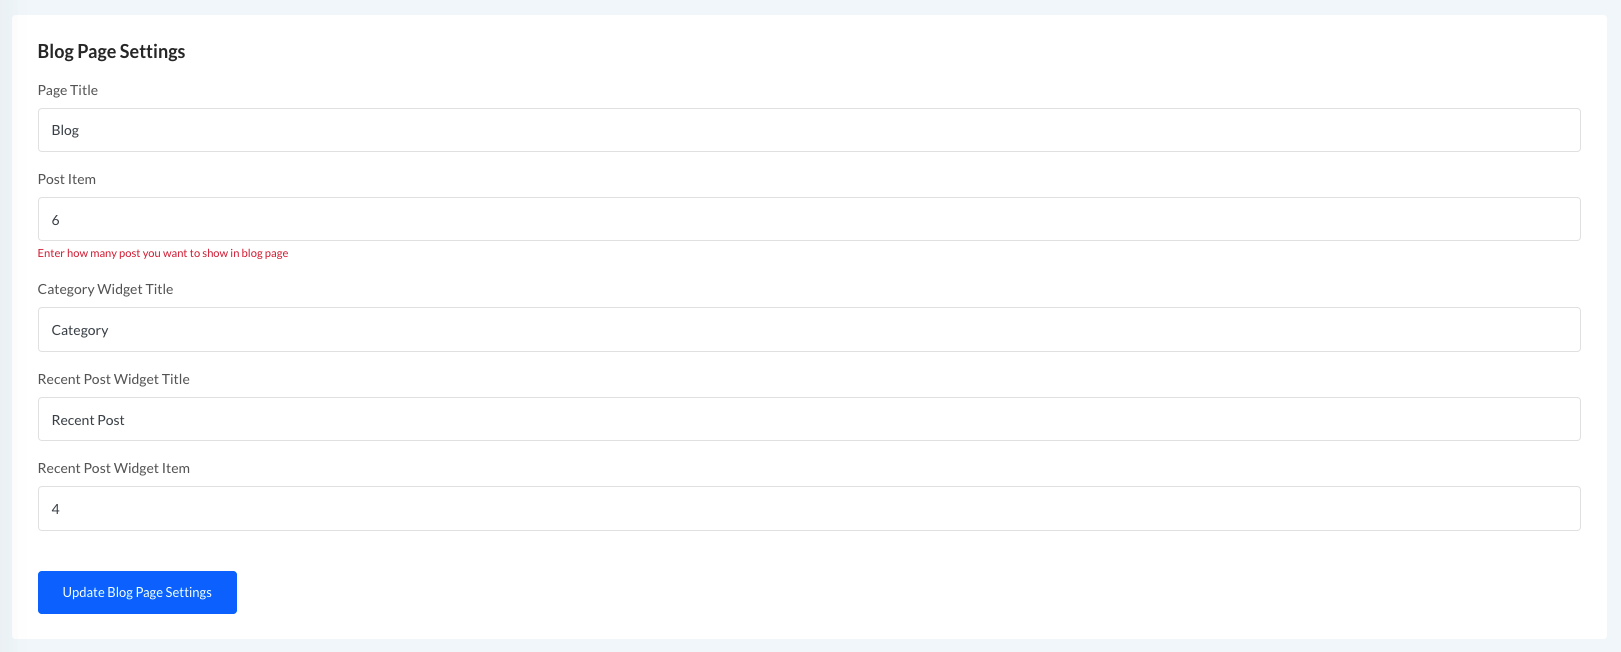 Blog Page Settings
Page Title
Blog
Post Item
6
Enter how many post you want to show in blog page
Category Widget Title
Category
Recent Post Widget Title
Recent Post
Recent Post Widget Item
4
Update Blog Page Settings